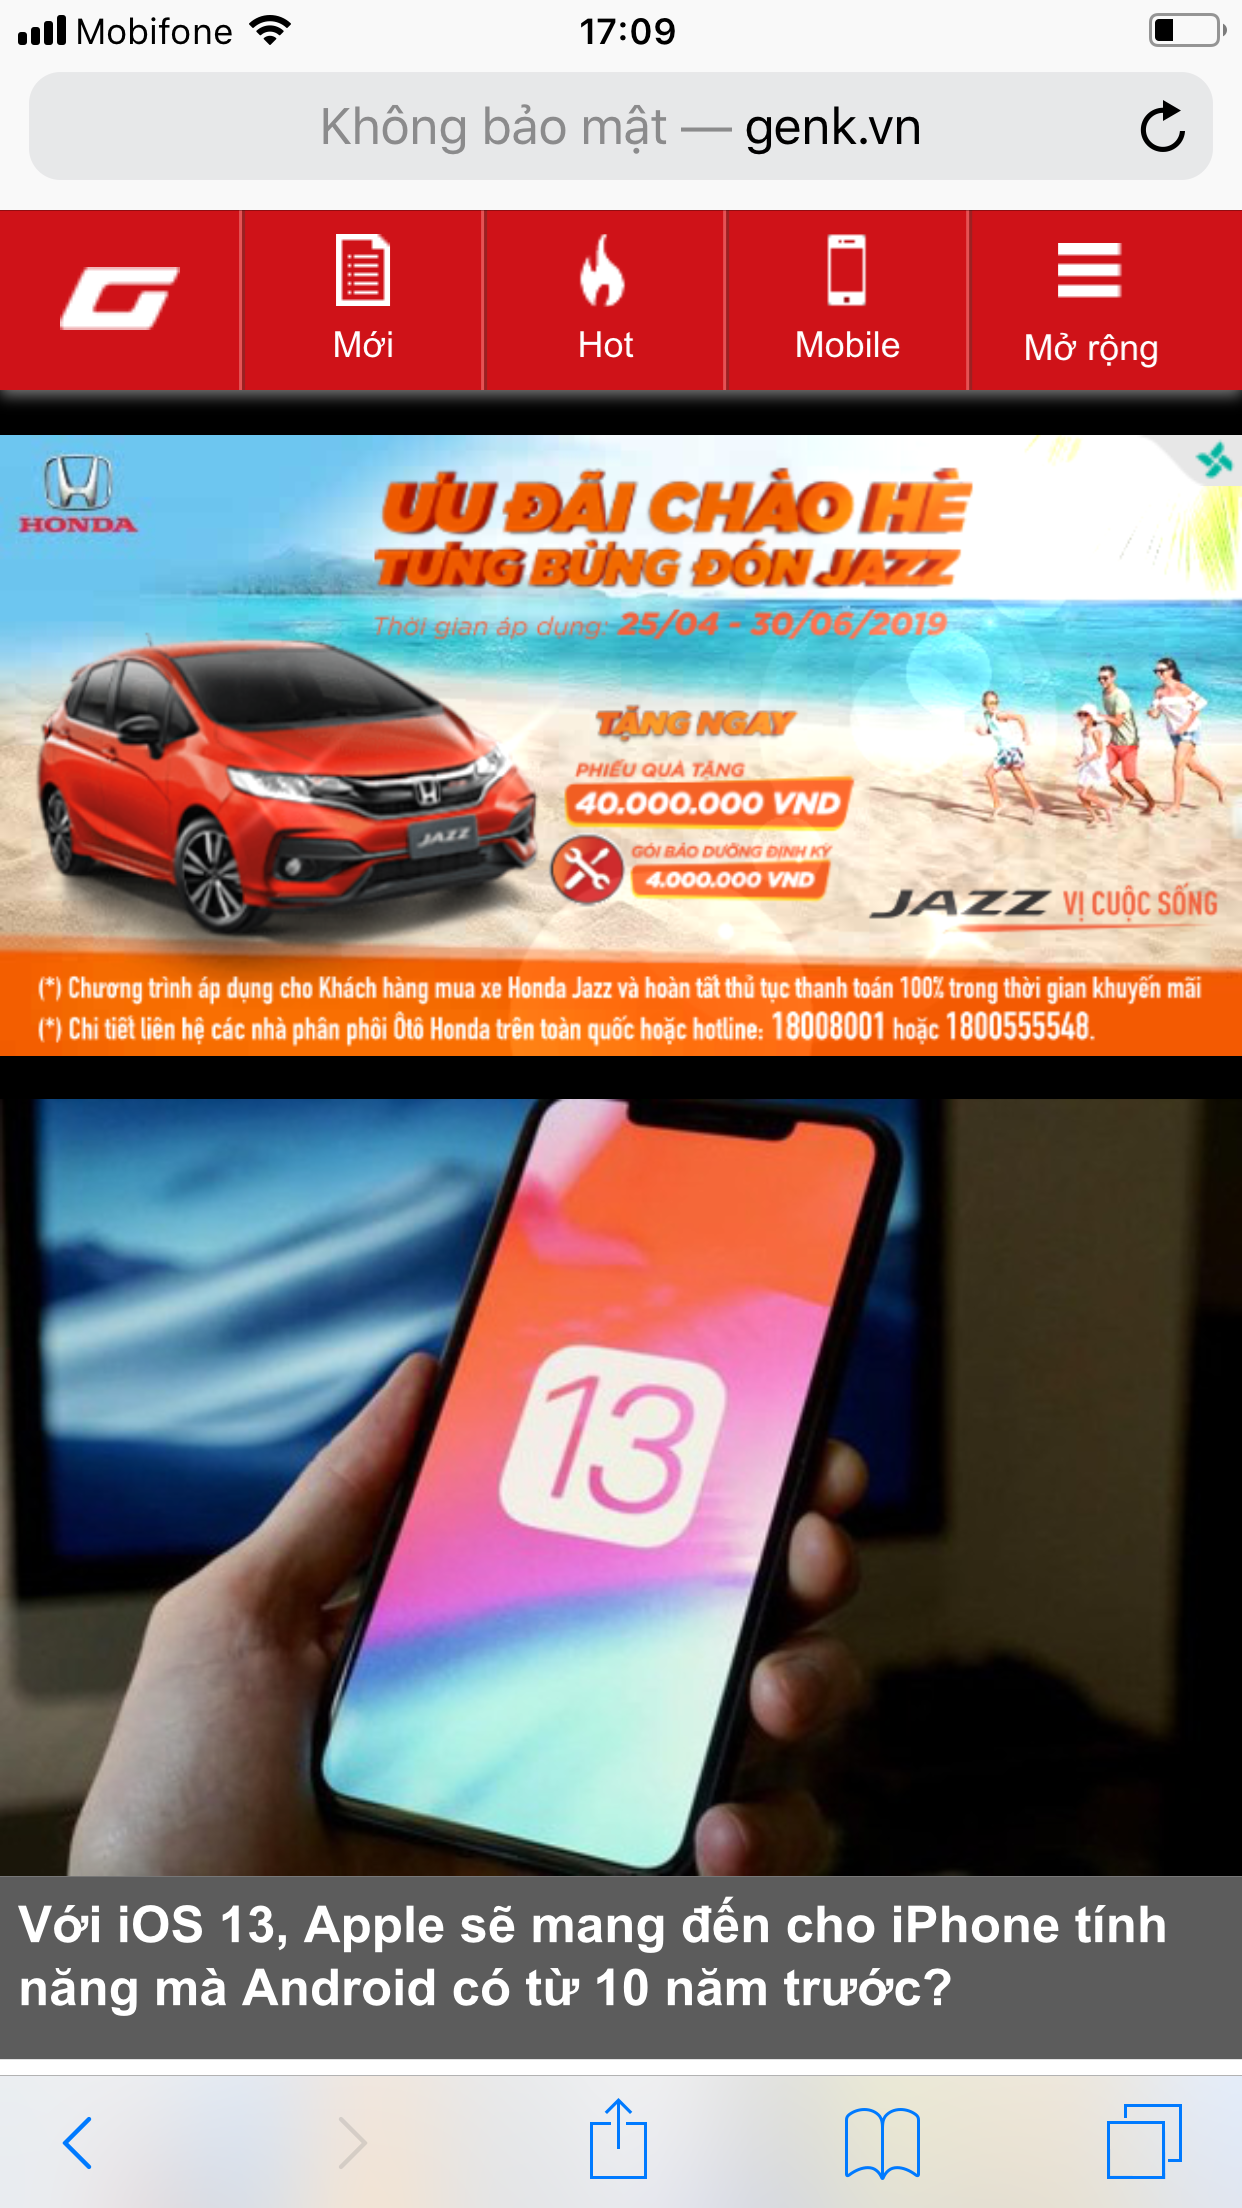 Mobifone
17:09
Không bảo mật — genk.vn
Mới
Hot
Mobile
Mở rộng
HONDA
ƯU ĐÃI CHÀO HÈ
TƯNG BỪNG ĐÓN JAZZ
Thời gian áp dụng: 25/04 - 30/06/2019
TẶNG NGAY
PHIẾU QUÀ TẶNG
40.000.000 VND
GÓI BẢO DƯỠNG ĐỊNH KỲ
4.000.000 VND
JAZZ
JAZZ VỊ CUỘC SỐNG
(*) Chương trình áp dụng cho Khách hàng mua xe Honda Jazz và hoàn tất thủ tục thanh toán 100% trong thời gian khuyến mãi
(*) Chi tiết liên hệ các nhà phân phối Ôtô Honda trên toàn quốc hoặc hotline: 18008001 hoặc 1800555548.
13
Với iOS 13, Apple sẽ mang đến cho iPhone tính
năng mà Android có từ 10 năm trước?